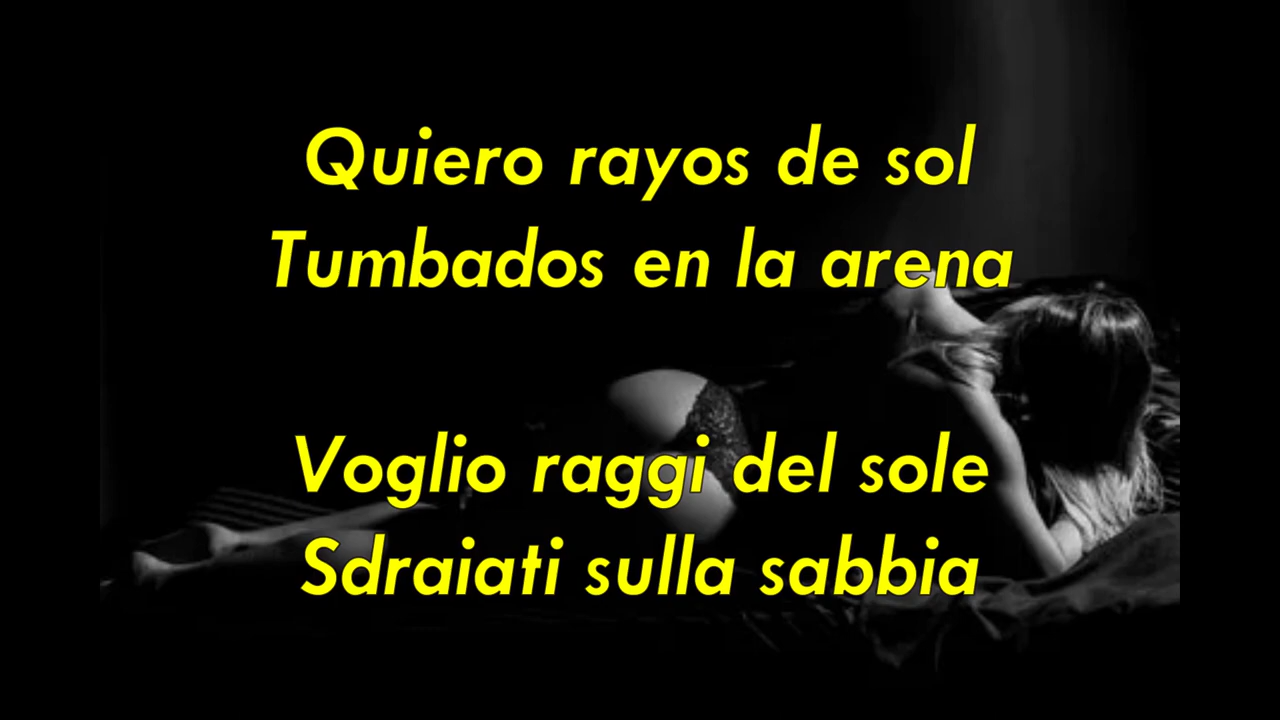 Quiero rayos de sol
Tumbados en la arena
Voglio raggi del sole
Sdraiati sulla sabbia